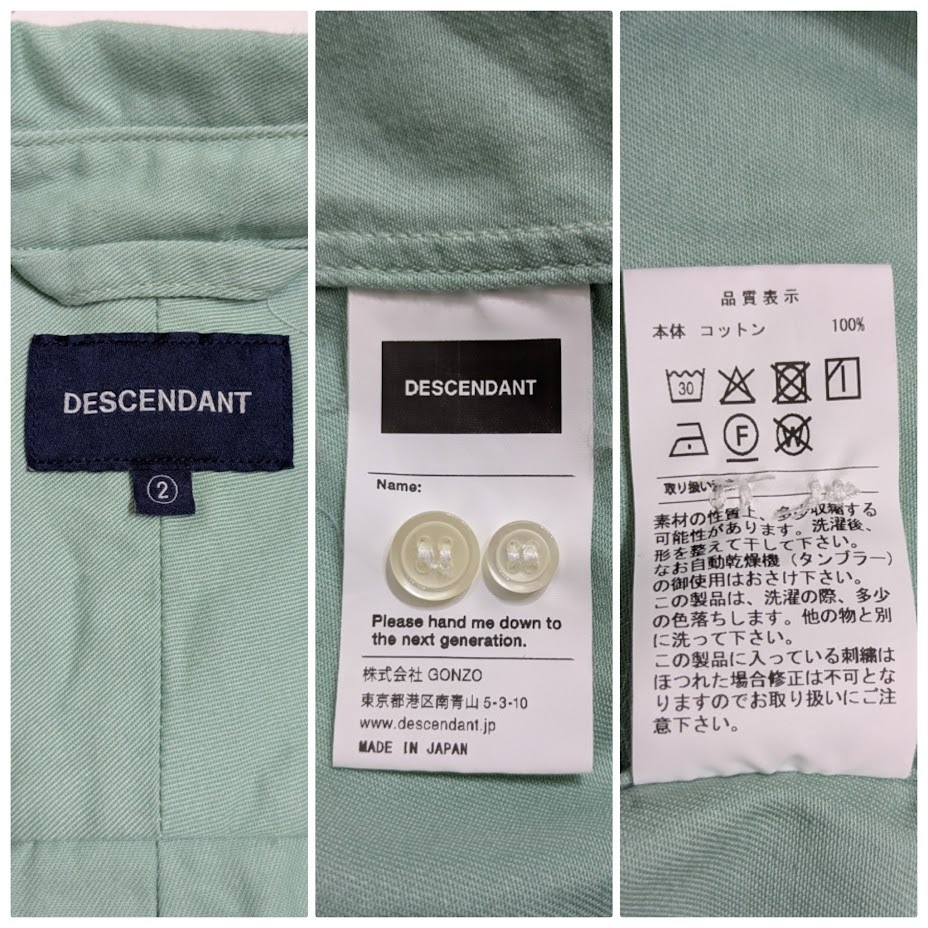 DESCENDANT
2
DESCENDANT
Name:
Please hand me down to
the next generation.
株式会社 GONZO
東京都港区南青山 5-3-10
www.descendant.jp
MADE IN JAPAN
品質表示
本体 コットン 100%
30
F
W
取り扱い
素材の性質上、多少収縮する
可能性があります。洗濯後、
形を整えて干して下さい。
なお自動乾燥機（タンブラー）
の御使用はおさけ下さい。
この製品は、洗濯の際、多少
の色落ちします。他の物と別
に洗って下さい。
この製品に入っている刺繍は
ほつれた場合修正は不可とな
りますのでお取り扱いにご注
意下さい。